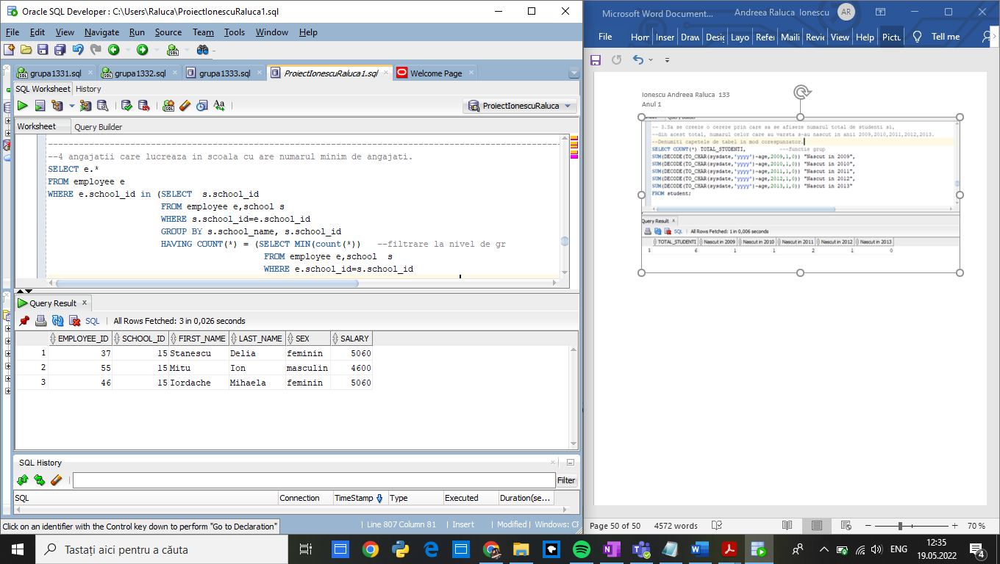 Oracle SQL Developer : C:\Users\Raluca\ProiectIonescuRaluca1.sql
File Edit View Navigate Run Source Team Tools Window Help
grupa1331.sql grupa1332.sql grupa1333.sql ProiectIonescuRaluca1.sql Welcome Page
SQL Worksheet History
ProiectIonescuRaluca
Worksheet Query Builder
--4 angajatii care lucreaza in scoala cu are numarul minim de angajati.
SELECT e.*
FROM employee e
WHERE e.school_id in (SELECT s.school_id
FROM employee e,school s
WHERE s.school_id=e.school_id
GROUP BY s.school_name, s.school_id
HAVING COUNT(*) = (SELECT MIN(count(*)) --filtrare la nivel de gr
FROM employee e,school s
WHERE e.school_id=s.school_id
Query Result x
SQL | All Rows Fetched: 3 in 0,026 seconds
EMPLOYEE_ID SCHOOL_ID FIRST_NAME LAST_NAME SEX SALARY
1 37 15 Stanescu Delia feminin 5060
2 55 15 Mitu Ion masculin 4600
3 46 15 Iordache Mihaela feminin 5060
SQL History
Filter
SQL Connection TimeStamp Type Executed Duration(se...
Click on an identifier with the Control key down to perform "Go to Declaration"
| Line 807 Column 81 | Insert | Modified | Windows: CF
Microsoft Word Document... Andreea Raluca Ionescu AR
File Hom Inser Draw Desig Layo Refer Maili Revie View Help Pictu Tell me
Ionescu Andreea Raluca 133
Anul 1
Query Builder
-- 3.Sa se creeze o cerere prin care sa se afiseze numarul total de studenti si,
--din acest total, numarul celor care au varsta s-au nascut in anii 2009,2010,2011,2012,2013.
--Denumiti capetele de tabel in mod corespunzator.
SELECT COUNT(*) TOTAL_STUDENTI, ---functie grup
SUM(DECODE(TO_CHAR(sysdate,'yyyy')-age,2009,1,0)) "Nascut in 2009",
SUM(DECODE(TO_CHAR(sysdate,'yyyy')-age,2010,1,0)) "Nascut in 2010",
SUM(DECODE(TO_CHAR(sysdate,'yyyy')-age,2011,1,0)) "Nascut in 2011",
SUM(DECODE(TO_CHAR(sysdate,'yyyy')-age,2012,1,0)) "Nascut in 2012",
SUM(DECODE(TO_CHAR(sysdate,'yyyy')-age,2013,1,0)) "Nascut in 2013"
FROM student;
Query Result x
SQL | All Rows Fetched: 1 in 0,006 seconds
TOTAL_STUDENTI Nascut in 2009 Nascut in 2010 Nascut in 2011 Nascut in 2012 Nascut in 2013
1 6 1 1 2 1 0
Page 50 of 50 4572 words 70 %
Tastați aici pentru a căuta
ENG 12:35
19.05.2022
4